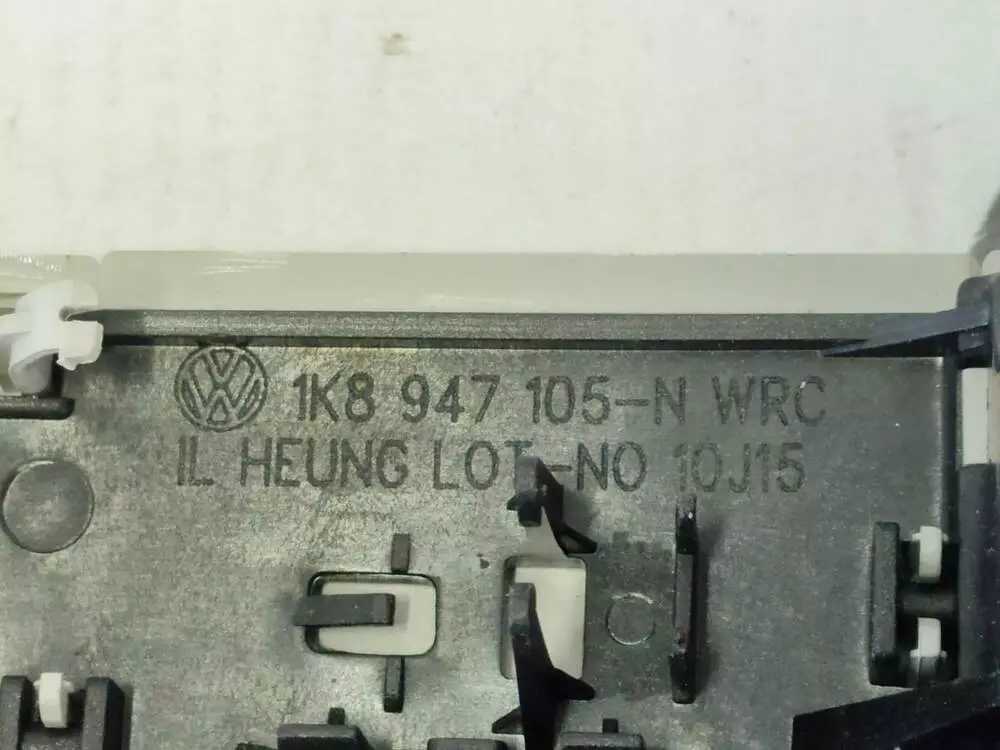 1K8 947 105-N WRC
IL HEUNG LOT-NO 10J15